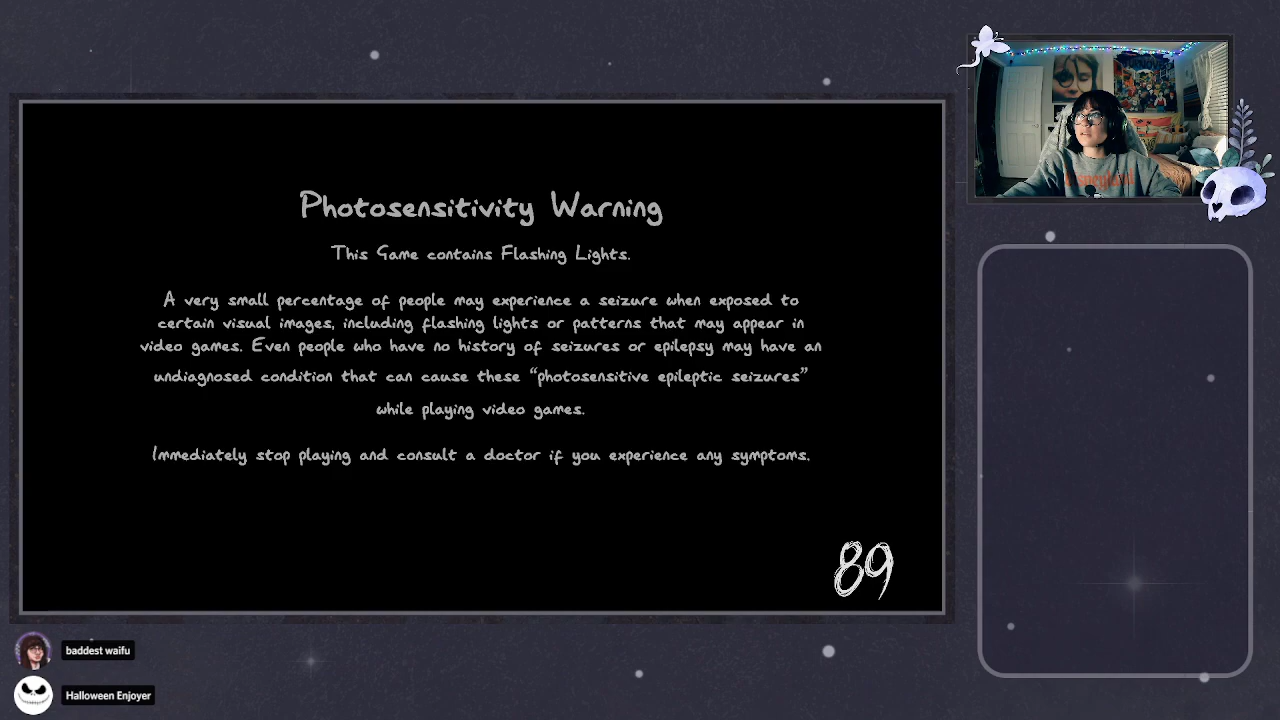 Photosensitivity Warning
This Game contains Flashing Lights.
A very small percentage of people may experience a seizure when exposed to
certain visual images, including flashing lights or patterns that may appear in
video games. Even people who have no history of seizures or epilepsy may have an
undiagnosed condition that can cause these “photosensitive epileptic seizures”
while playing video games.
Immediately stop playing and consult a doctor if you experience any symptoms.
89
baddest waifu
Halloween Enjoyer